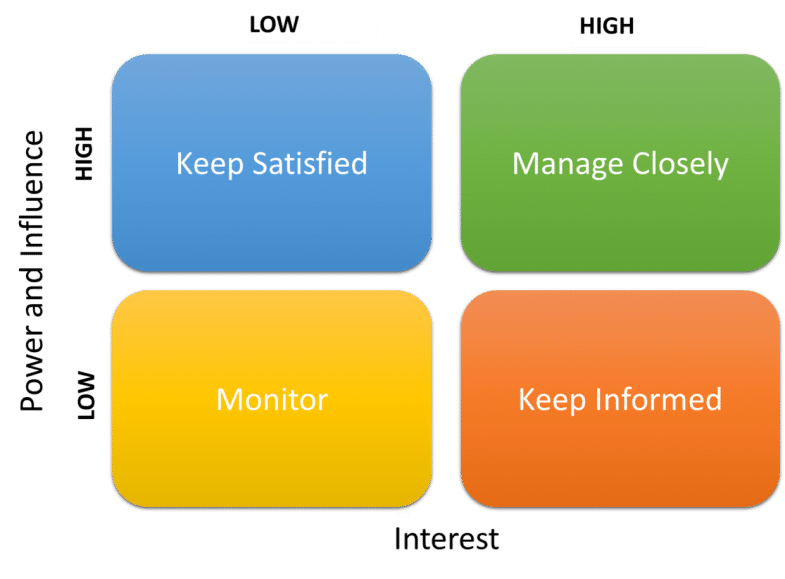 LOW
HIGH
Power and Influence
HIGH
Keep Satisfied
Manage Closely
LOW
Monitor
Keep Informed
Interest